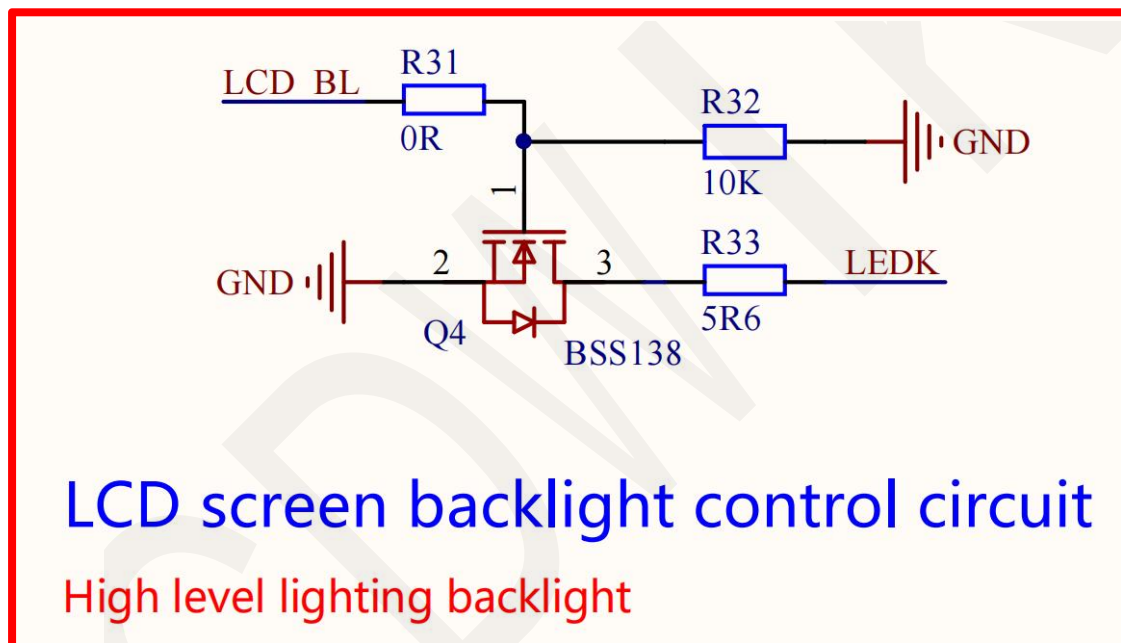 R31
LCD_BL
0R
R32
GND
10K
1
R33
2
3
LEDK
GND
5R6
Q4
BSS138
LCD screen backlight control circuit
High level lighting backlight